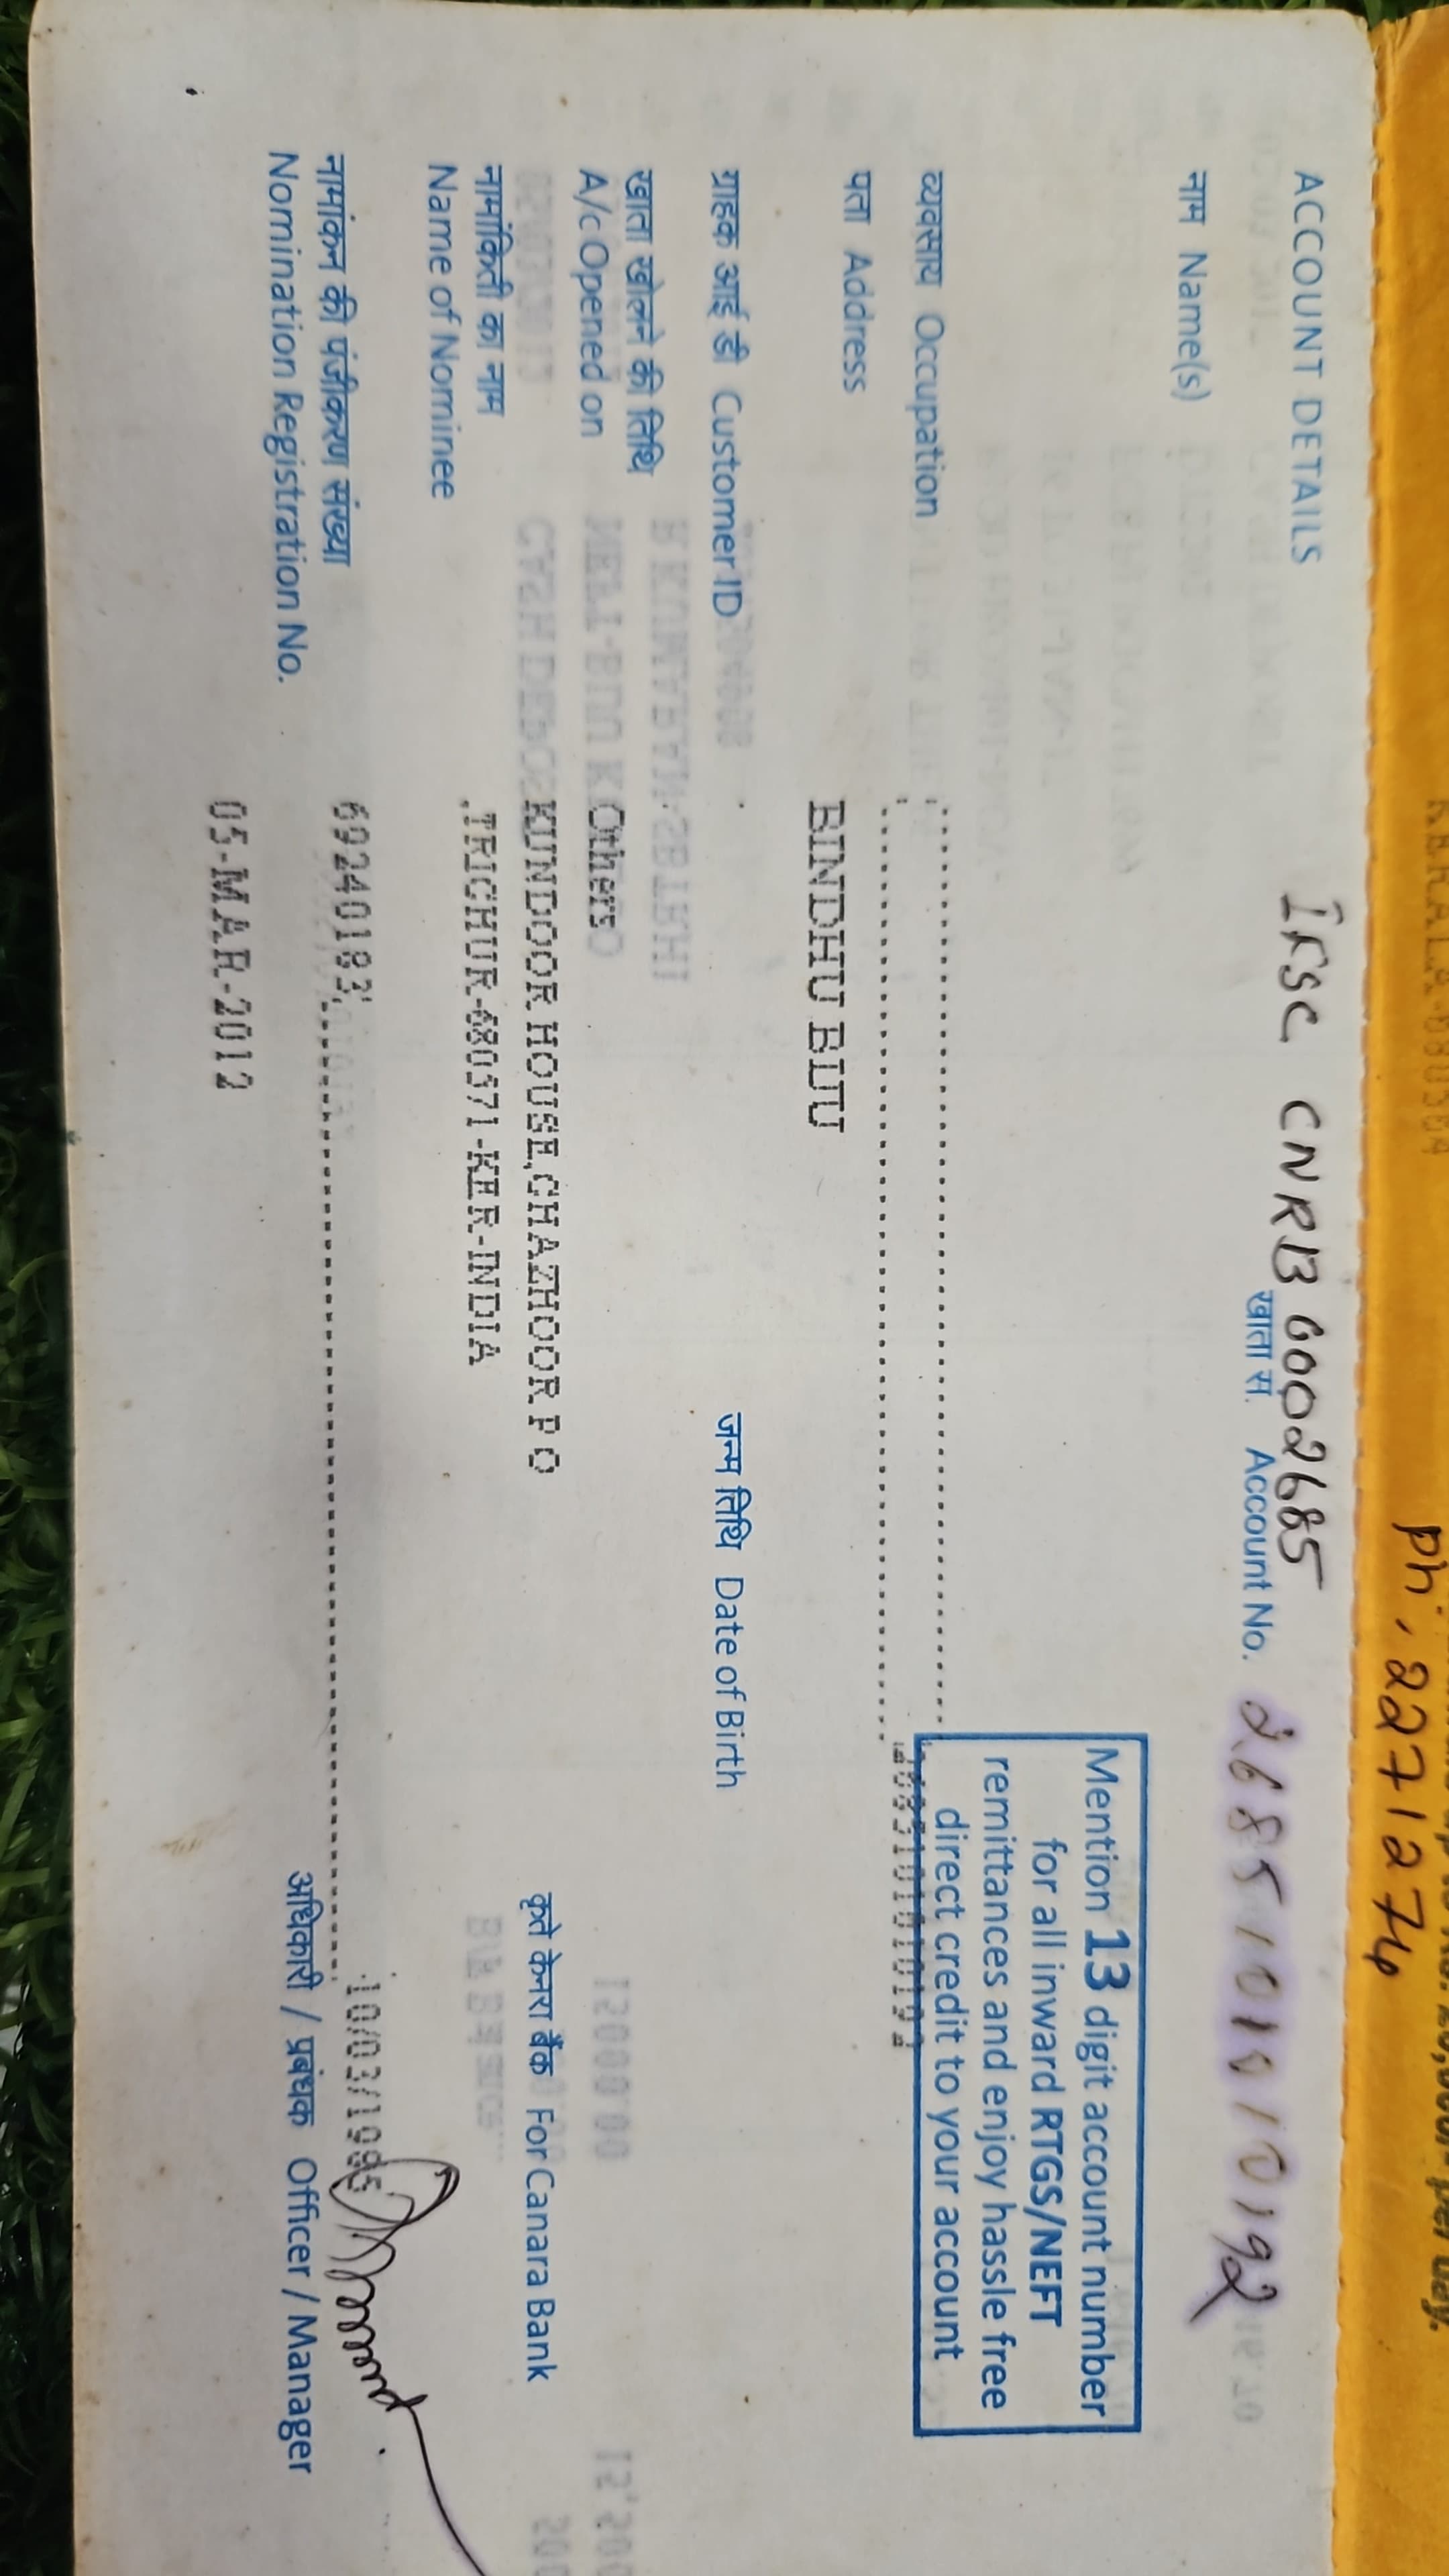 Ph: 2271274
IFSC CNRB0002685
ACCOUNT DETAILS
खाता सं. Account No. 2685101010192
नाम Name(s)
Mention 13 digit account number
for all inward RTGS/NEFT
remittances and enjoy hassle free
direct credit to your account
व्यवसाय Occupation
2685101010192
पता Address
BINDHU BIJU
ग्राहक आई डी Customer ID
जन्म तिथि Date of Birth
खाता खोलने की तिथि
A/c Opened on
Others
नामांकिती का नाम
KUNDOOR HOUSE,CHAZHOOR P O
कृते केनरा बैंक For Canara Bank
Name of Nominee
,TRICHUR-680571-KER-INDIA
नामांकन की पंजीकरण संख्या
69240183
10/03/1985
Nomination Registration No.
अधिकारी / प्रबंधक Officer / Manager
05-MAR-2012